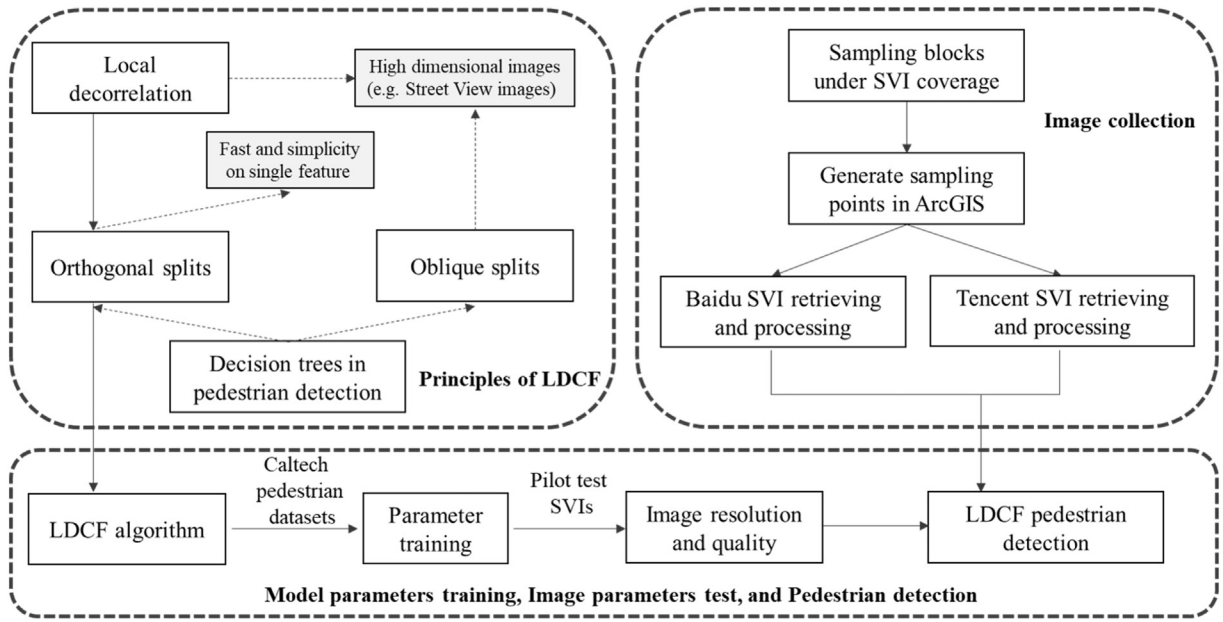 Local
decorrelation
High dimensional images
(e.g. Street View images)
Fast and simplicity
on single feature
Orthogonal splits
Oblique splits
Decision trees in
pedestrian detection
Principles of LDCF
Sampling blocks
under SVI coverage
Image collection
Generate sampling
points in ArcGIS
Baidu SVI retrieving
and processing
Tencent SVI retrieving
and processing
LDCF algorithm
Caltech
pedestrian
datasets
Parameter
training
Pilot test
SVIs
Image resolution
and quality
LDCF pedestrian
detection
Model parameters training, Image parameters test, and Pedestrian detection